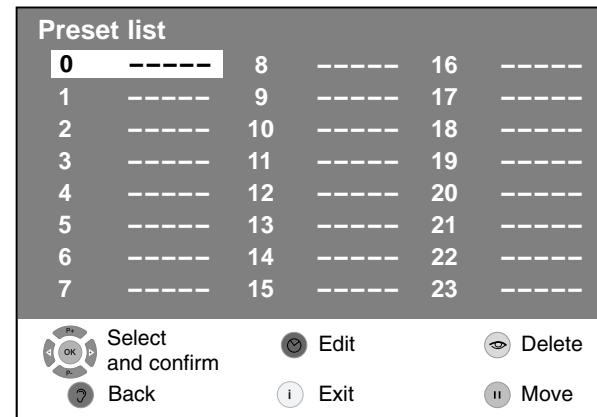 Preset list
0 ----- 8 ----- 16 -----
1 ----- 9 ----- 17 -----
2 ----- 10 ----- 18 -----
3 ----- 11 ----- 19 -----
4 ----- 12 ----- 20 -----
5 ----- 13 ----- 21 -----
6 ----- 14 ----- 22 -----
7 ----- 15 ----- 23 -----
P+
OK
P-
Select
and confirm
Edit
Delete
Back
i Exit
Move